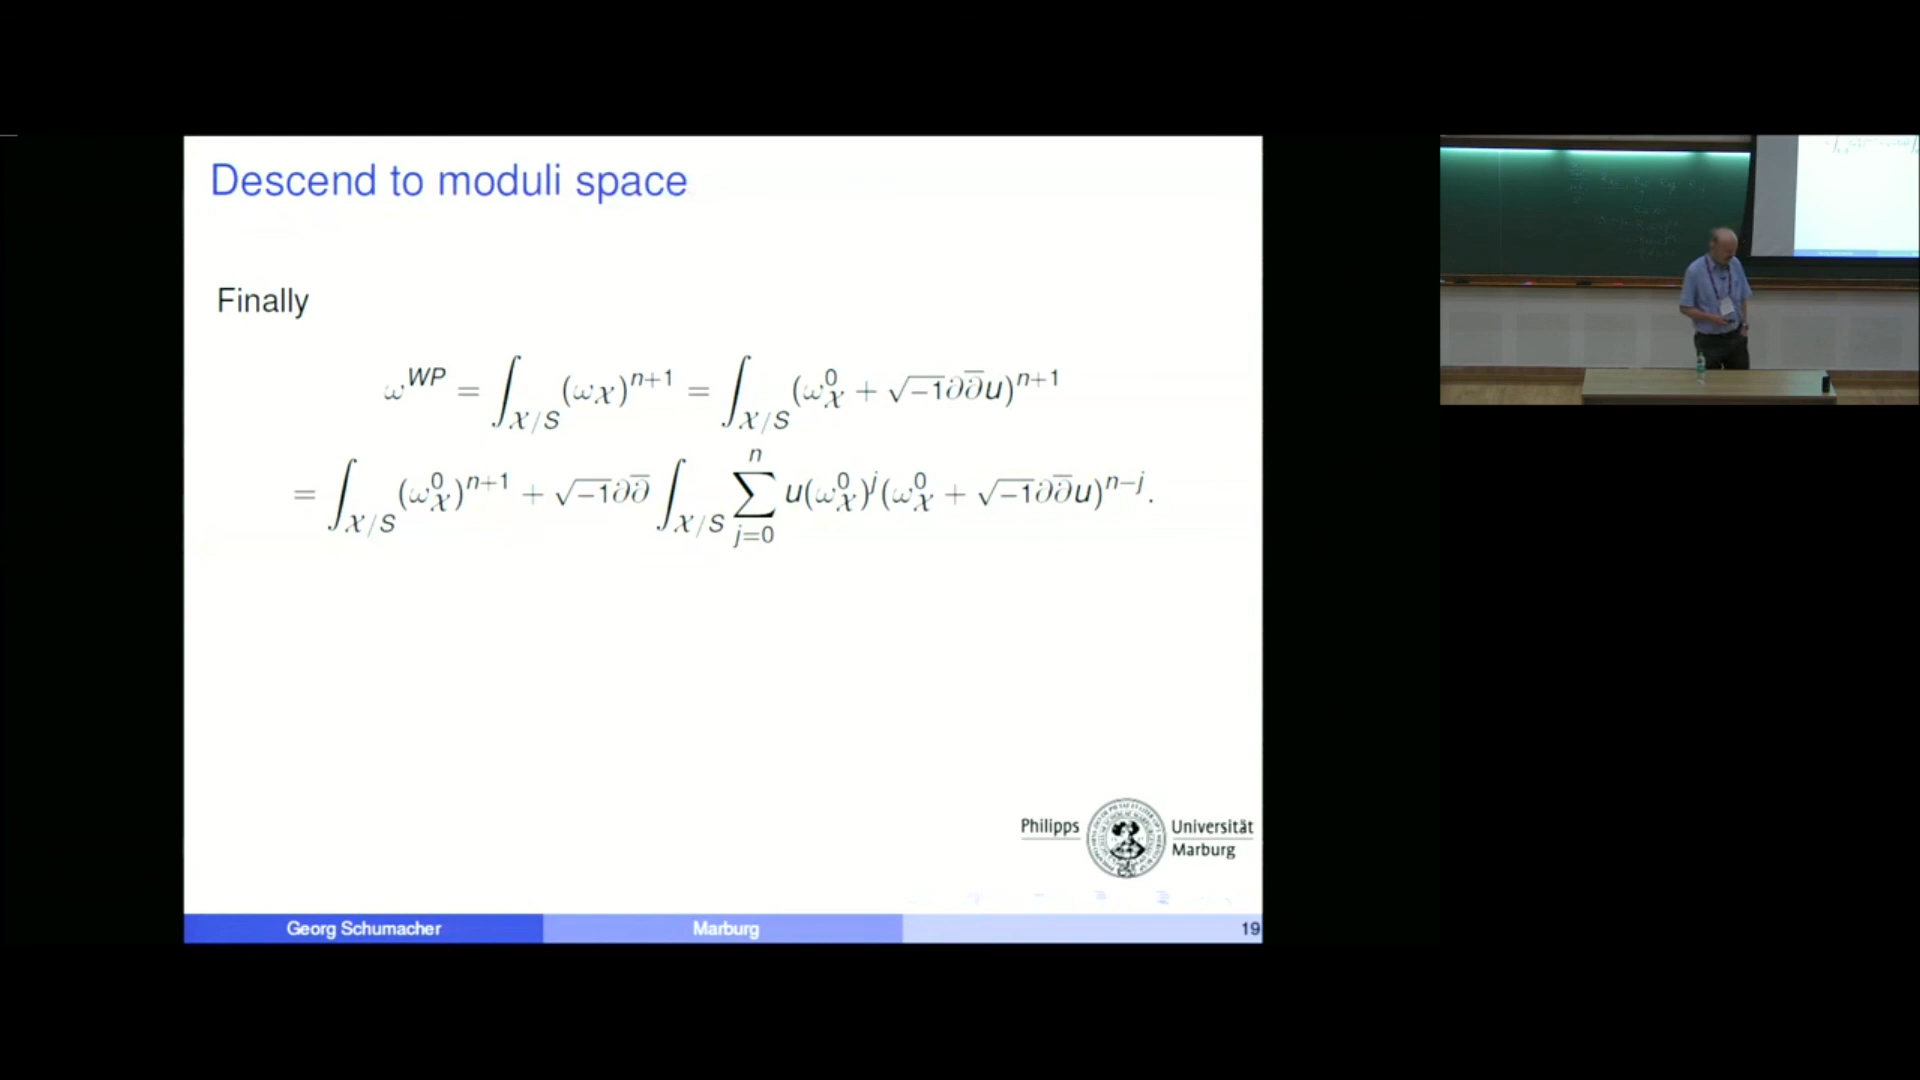 Descend to moduli space
Finally
ω^{WP} = ∫_{𝒳/S} (ω_𝒳)^{n+1} = ∫_{𝒳/S} (ω^0_𝒳 + √−1∂∂̄u)^{n+1}
= ∫_{𝒳/S} (ω^0_𝒳)^{n+1} + √−1∂∂̄ ∫_{𝒳/S} ∑_{j=0}^{n} u(ω^0_𝒳)^j(ω^0_𝒳 + √−1∂∂̄u)^{n−j}.
Philipps Universität
Marburg
Georg Schumacher Marburg 19